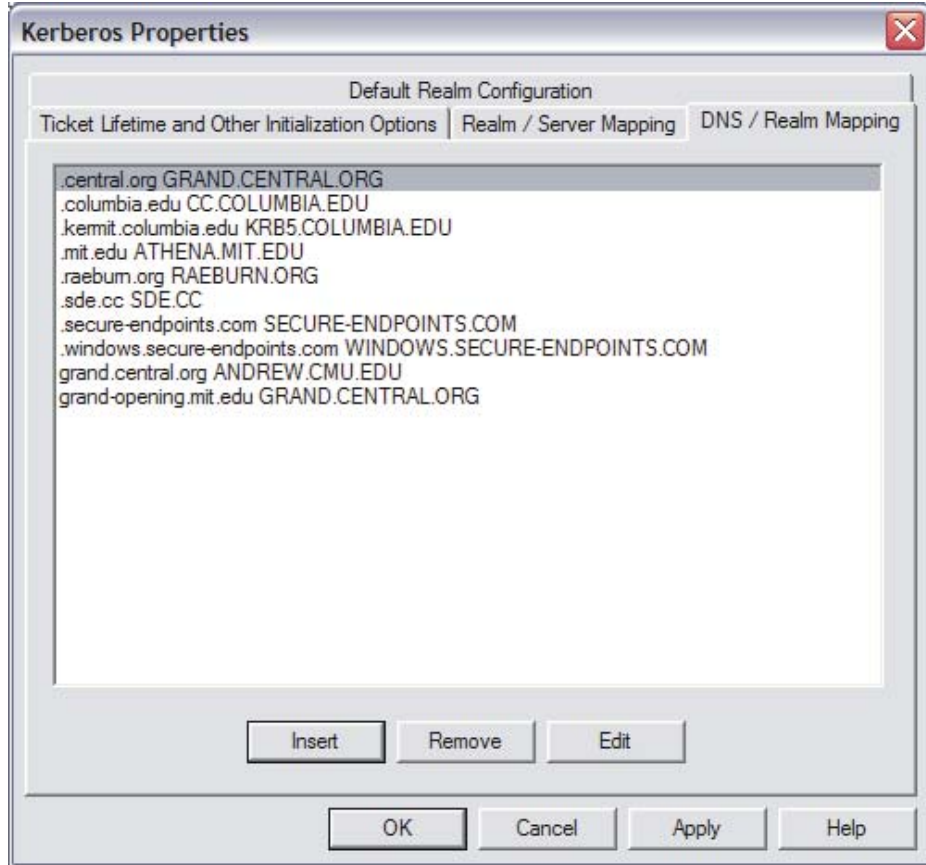 Kerberos Properties
Default Realm Configuration
Ticket Lifetime and Other Initialization Options
Realm / Server Mapping
DNS / Realm Mapping
.central.org GRAND.CENTRAL.ORG
.columbia.edu CC.COLUMBIA.EDU
.kermit.columbia.edu KRB5.COLUMBIA.EDU
.mit.edu ATHENA.MIT.EDU
.raeburn.org RAEBURN.ORG
.sde.cc SDE.CC
.secure-endpoints.com SECURE-ENDPOINTS.COM
.windows.secure-endpoints.com WINDOWS.SECURE-ENDPOINTS.COM
grand.central.org ANDREW.CMU.EDU
grand-opening.mit.edu GRAND.CENTRAL.ORG
Insert
Remove
Edit
OK
Cancel
Apply
Help